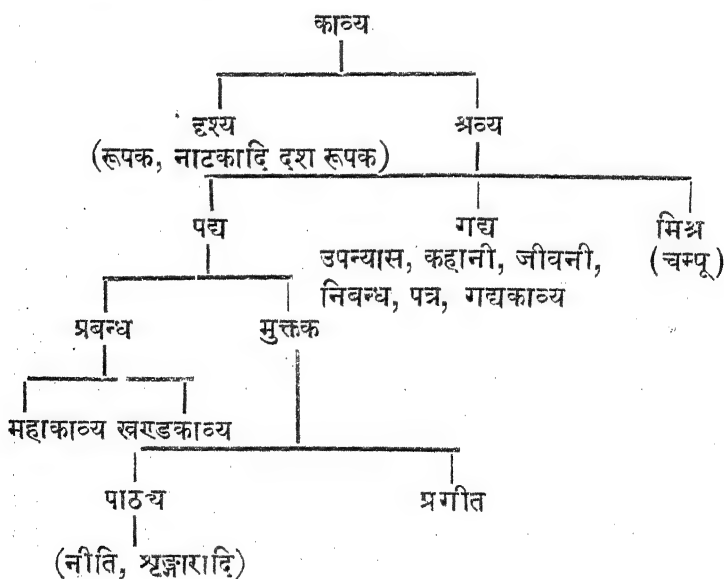 काव्य
दृश्य श्रव्य
(रूपक, नाटकादि दश रूपक)
पद्य गद्य मिश्र
उपन्यास, कहानी, जीवनी, (चम्पू)
निबन्ध, पत्र, गद्यकाव्य
प्रबन्ध मुक्तक
महाकाव्य खण्डकाव्य
पाठ्य प्रगीत
(नीति, शृङ्गारादि)